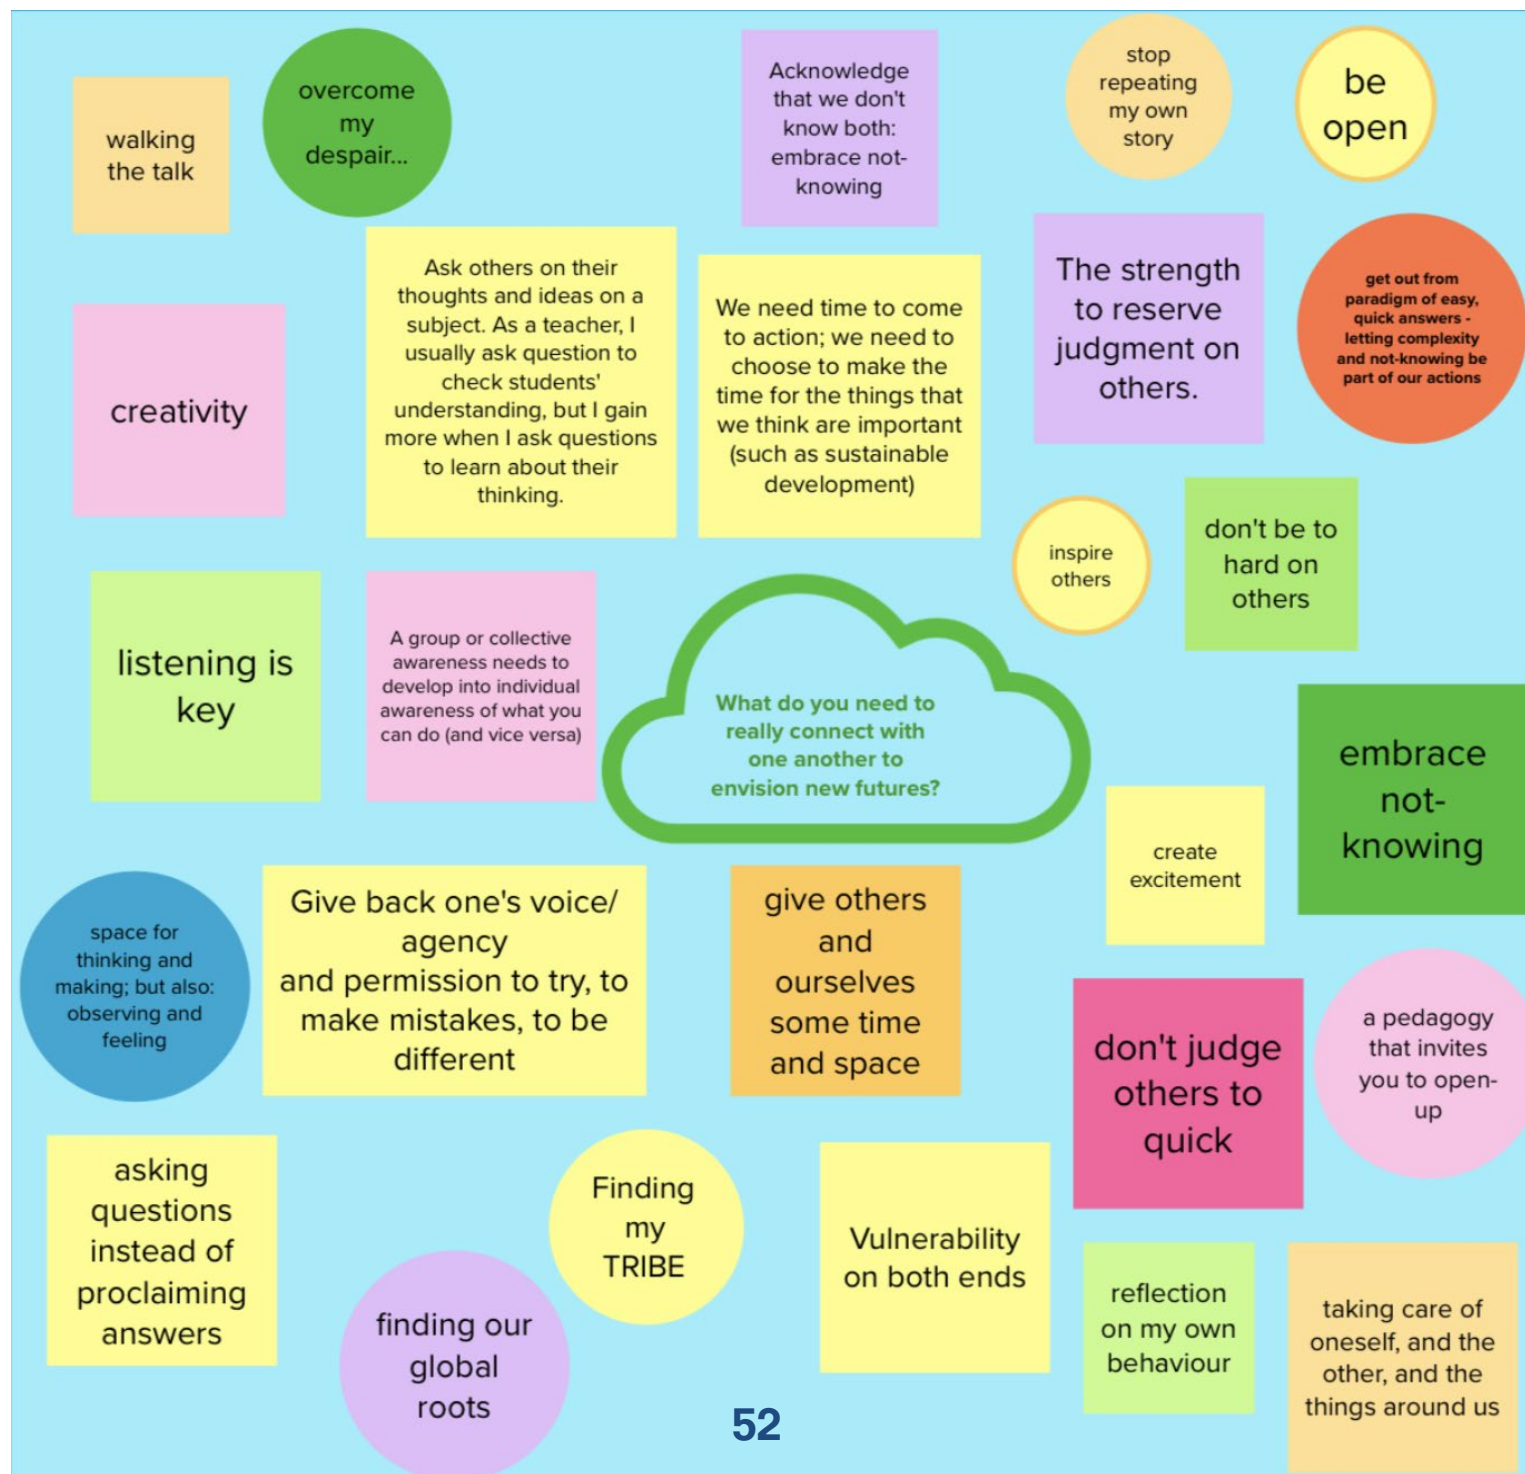 walking
the talk
overcome
my
despair...
Acknowledge
that we don't
know both:
embrace not-
knowing
stop
repeating
my own
story
be
open
Ask others on their
thoughts and ideas on a
subject. As a teacher, I
usually ask question to
check students'
understanding, but I gain
more when I ask questions
to learn about their
thinking.
We need time to come
to action; we need to
choose to make the
time for the things that
we think are important
(such as sustainable
development)
The strength
to reserve
judgment on
others.
get out from
paradigm of easy,
quick answers -
letting complexity
and not-knowing be
part of our actions
creativity
inspire
others
don't be to
hard on
others
listening is
key
A group or collective
awareness needs to
develop into individual
awareness of what you
can do (and vice versa)
What do you need to
really connect with
one another to
envision new futures?
embrace
not-
knowing
create
excitement
space for
thinking and
making; but also:
observing and
feeling
Give back one's voice/
agency
and permission to try, to
make mistakes, to be
different
give others
and
ourselves
some time
and space
don't judge
others to
quick
a pedagogy
that invites
you to open-
up
asking
questions
instead of
proclaiming
answers
finding our
global
roots
Finding
my
TRIBE
Vulnerability
on both ends
reflection
on my own
behaviour
taking care of
oneself, and the
other, and the
things around us
52